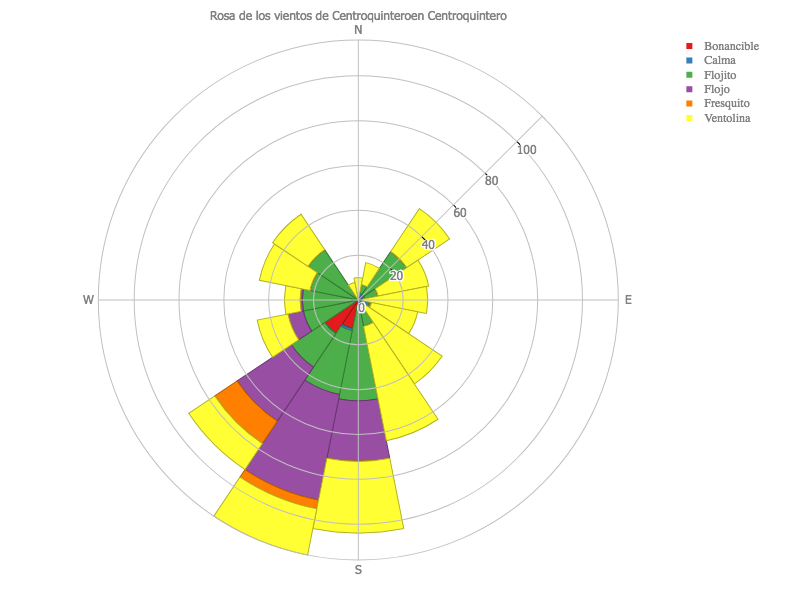 Rosa de los vientos de Centroquinteroen Centroquintero
N
Bonancible
Calma
Flojito
Flojo
Fresquito
Ventolina
100
80
60
40
20
0
W
E
S